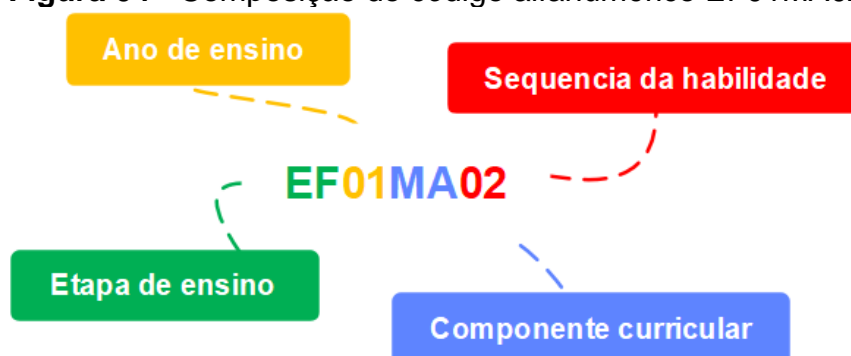 Ano de ensino
Sequencia da habilidade
EF01MA02
Etapa de ensino
Componente curricular